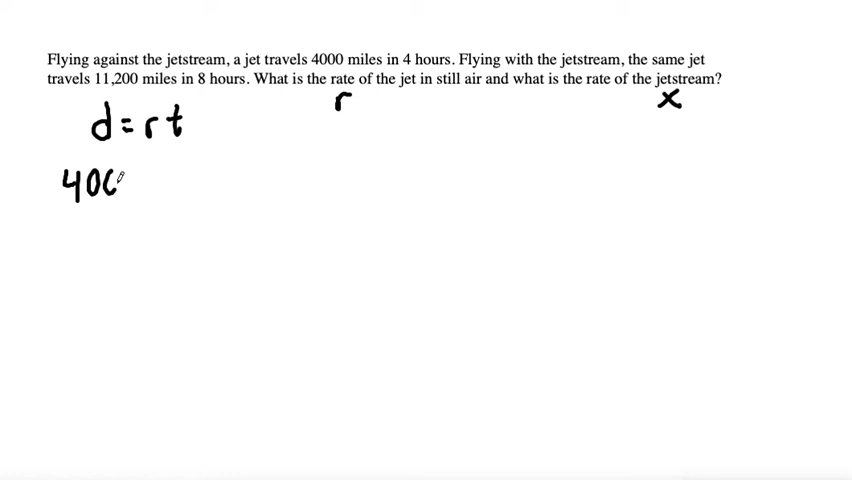 Flying against the jetstream, a jet travels 4000 miles in 4 hours. Flying with the jetstream, the same jet
travels 11,200 miles in 8 hours. What is the rate of the jet in still air and what is the rate of the jetstream?
r x
d = r t
400